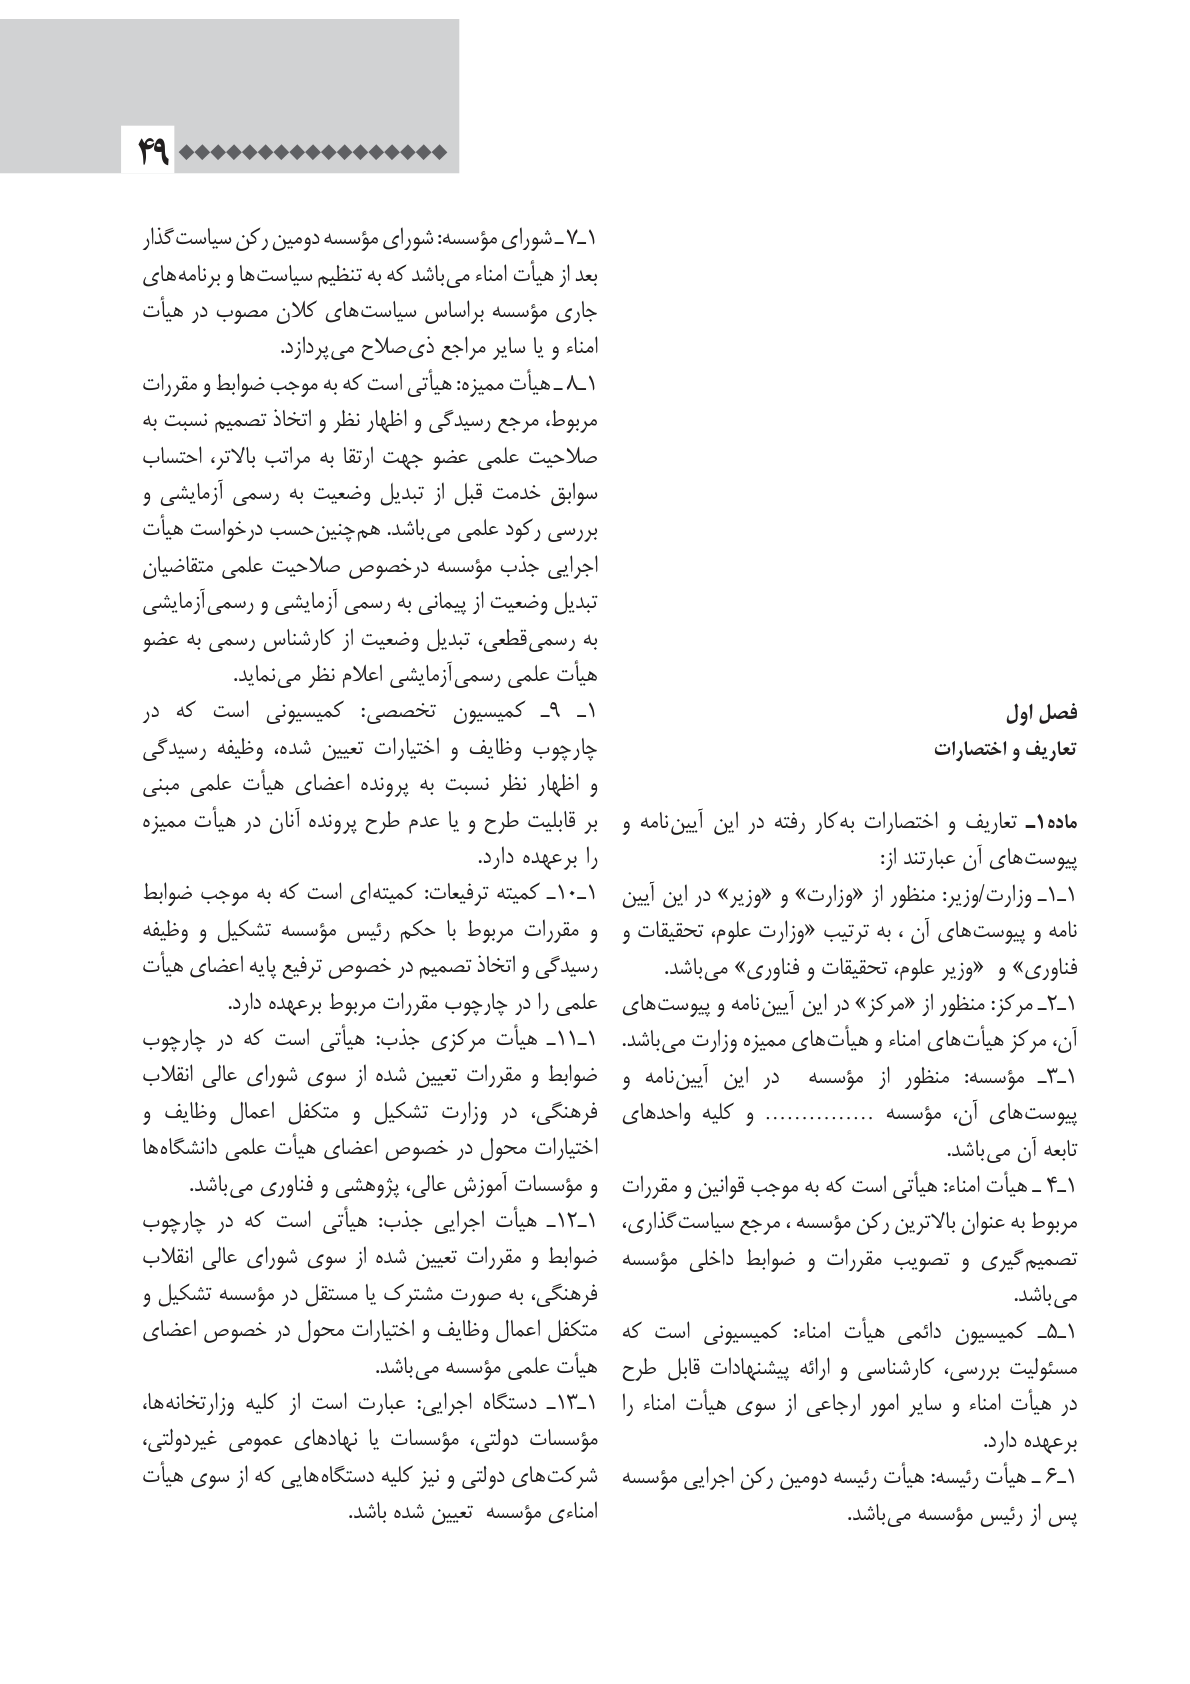 ۴۹
فصل اول
تعاریف و اختصارات
ماده۱ـ تعاریف و اختصارات به‌کار رفته در این آیین‌نامه و
پیوست‌های آن عبارتند از:
۱ـ۱ـ وزارت/وزیر: منظور از «وزارت» و «وزیر» در این آیین
نامه و پیوست‌های آن ، به ترتیب «وزارت علوم، تحقیقات و
فناوری» و «وزیر علوم، تحقیقات و فناوری» می‌باشد.
۱ـ۲ـ مرکز: منظور از «مرکز» در این آیین‌نامه و پیوست‌های
آن، مرکز هیأت‌های امناء و هیأت‌های ممیزه وزارت می‌باشد.
۱ـ۳ـ مؤسسه: منظور از مؤسسه در این آیین‌نامه و
پیوست‌های آن، مؤسسه ............... و کلیه واحدهای
تابعه آن می‌باشد.
۱ـ۴ ـ هیأت امناء: هیأتی است که به موجب قوانین و مقررات
مربوط به عنوان بالاترین رکن مؤسسه ، مرجع سیاست‌گذاری،
تصمیم‌گیری و تصویب مقررات و ضوابط داخلی مؤسسه
می‌باشد.
۱ـ۵ـ کمیسیون دائمی هیأت امناء: کمیسیونی است که
مسئولیت بررسی، کارشناسی و ارائه پیشنهادات قابل طرح
در هیأت امناء و سایر امور ارجاعی از سوی هیأت امناء را
برعهده دارد.
۱ـ۶ ـ هیأت رئیسه: هیأت رئیسه دومین رکن اجرایی مؤسسه
پس از رئیس مؤسسه می‌باشد.
۱ـ۷ـ شورای مؤسسه: شورای مؤسسه دومین رکن سیاست‌گذار
بعد از هیأت امناء می‌باشد که به تنظیم سیاست‌ها و برنامه‌های
جاری مؤسسه براساس سیاست‌های کلان مصوب در هیأت
امناء و یا سایر مراجع ذی‌صلاح می‌پردازد.
۱ـ۸ ـ هیأت ممیزه: هیأتی است که به موجب ضوابط و مقررات
مربوط، مرجع رسیدگی و اظهار نظر و اتخاذ تصمیم نسبت به
صلاحیت علمی عضو جهت ارتقا به مراتب بالاتر، احتساب
سوابق خدمت قبل از تبدیل وضعیت به رسمی آزمایشی و
بررسی رکود علمی می‌باشد. هم‌چنین‌حسب درخواست هیأت
اجرایی جذب مؤسسه درخصوص صلاحیت علمی متقاضیان
تبدیل وضعیت از پیمانی به رسمی آزمایشی و رسمی‌آزمایشی
به رسمی‌قطعی، تبدیل وضعیت از کارشناس رسمی به عضو
هیأت علمی رسمی‌آزمایشی اعلام نظر می‌نماید.
۱ـ ۹ـ کمیسیون تخصصی: کمیسیونی است که در
چارچوب وظایف و اختیارات تعیین شده، وظیفه رسیدگی
و اظهار نظر نسبت به پرونده اعضای هیأت علمی مبنی
بر قابلیت طرح و یا عدم طرح پرونده آنان در هیأت ممیزه
را برعهده دارد.
۱ـ۱۰ـ کمیته ترفیعات: کمیته‌ای است که به موجب ضوابط
و مقررات مربوط با حکم رئیس مؤسسه تشکیل و وظیفه
رسیدگی و اتخاذ تصمیم در خصوص ترفیع پایه اعضای هیأت
علمی را در چارچوب مقررات مربوط برعهده دارد.
۱ـ۱۱ـ هیأت مرکزی جذب: هیأتی است که در چارچوب
ضوابط و مقررات تعیین شده از سوی شورای عالی انقلاب
فرهنگی، در وزارت تشکیل و متکفل اعمال وظایف و
اختیارات محول در خصوص اعضای هیأت علمی دانشگاه‌ها
و مؤسسات آموزش عالی، پژوهشی و فناوری می‌باشد.
۱ـ۱۲ـ هیأت اجرایی جذب: هیأتی است که در چارچوب
ضوابط و مقررات تعیین شده از سوی شورای عالی انقلاب
فرهنگی، به صورت مشترک یا مستقل در مؤسسه تشکیل و
متکفل اعمال وظایف و اختیارات محول در خصوص اعضای
هیأت علمی مؤسسه می‌باشد.
۱ـ۱۳ـ دستگاه اجرایی: عبارت است از کلیه وزارتخانه‌ها،
مؤسسات دولتی، مؤسسات یا نهادهای عمومی غیردولتی،
شرکت‌های دولتی و نیز کلیه دستگاه‌هایی که از سوی هیأت
امناءی مؤسسه تعیین شده باشد.